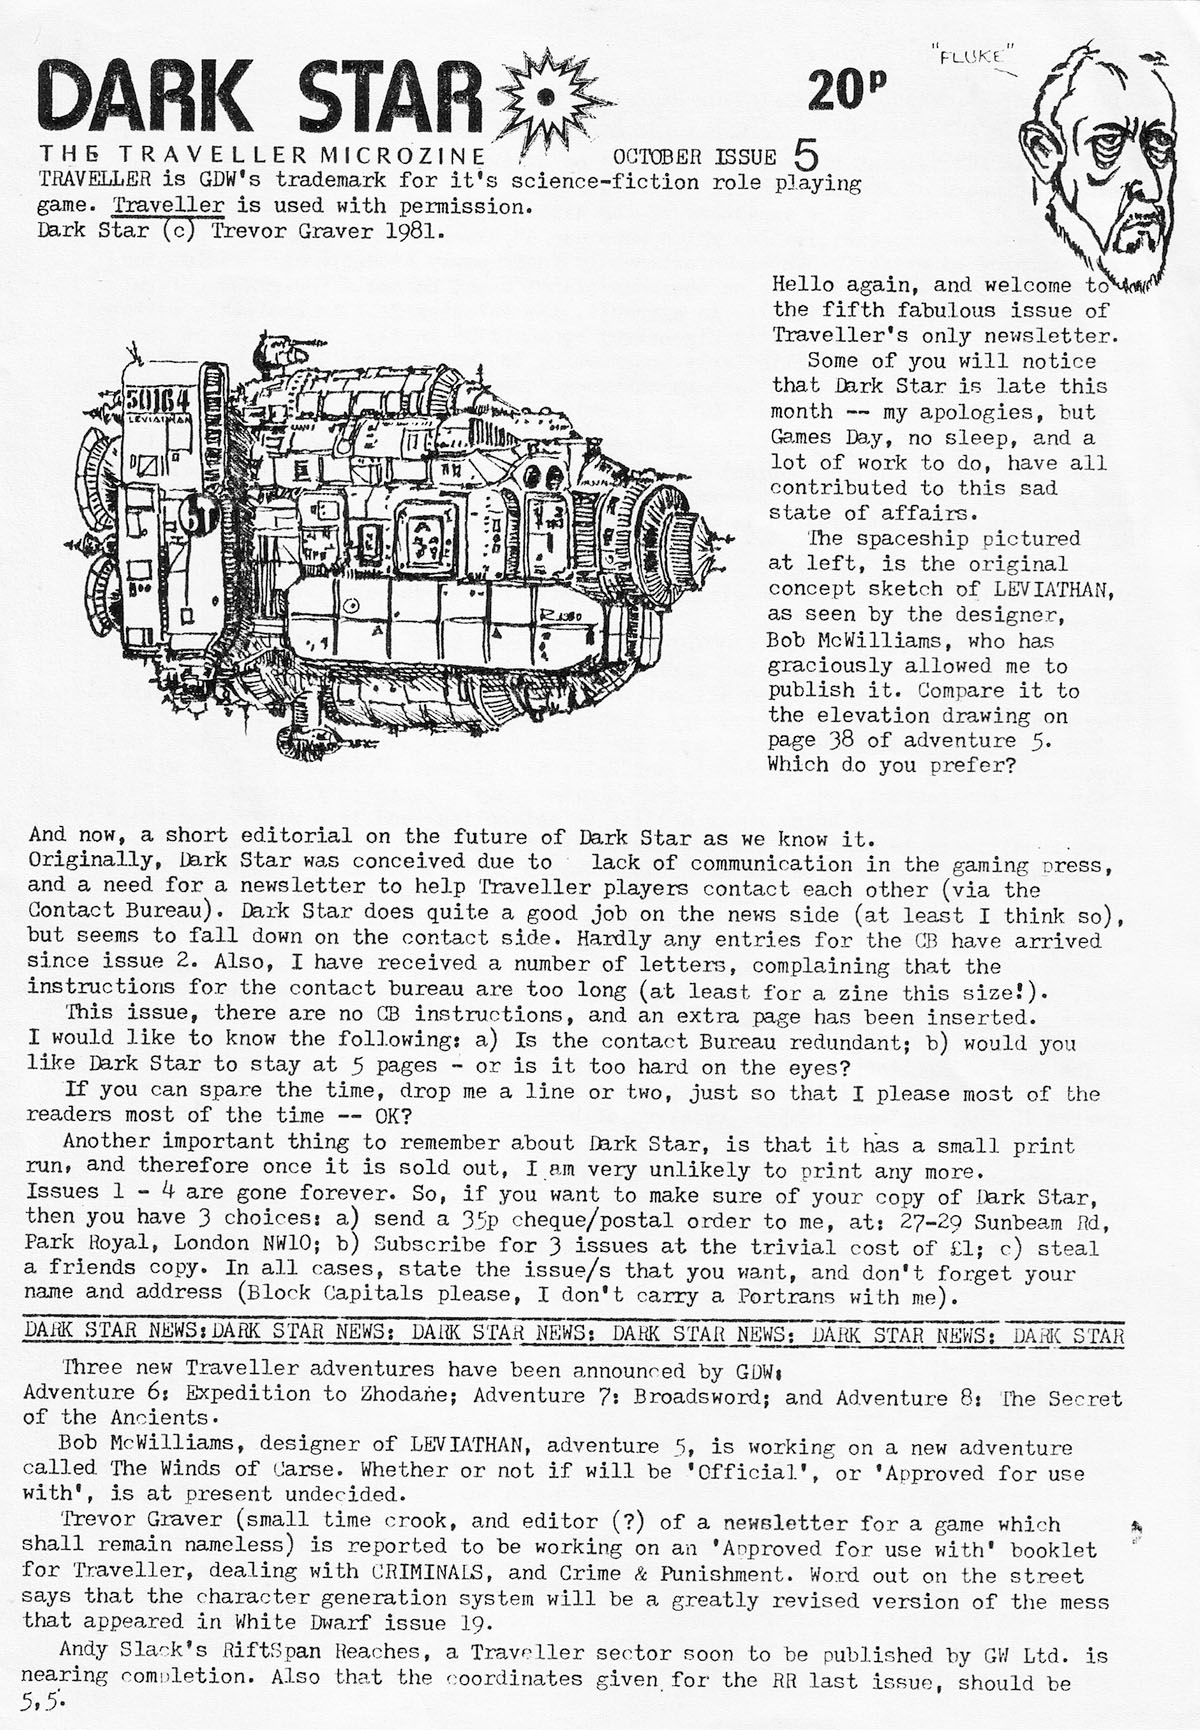 DARK STAR
20p
"FLUKE"
THE TRAVELLER MICROZINE
OCTOBER ISSUE 5
TRAVELLER is GDW's trademark for it's science-fiction role playing
game. Traveller is used with permission.
Dark Star (c) Trevor Graver 1981.
Hello again, and welcome to
the fifth fabulous issue of
Traveller's only newsletter.
Some of you will notice
that Dark Star is late this
month -- my apologies, but
Games Day, no sleep, and a
lot of work to do, have all
contributed to this sad
state of affairs.
The spaceship pictured
at left, is the original
concept sketch of LEVIATHAN,
as seen by the designer,
Bob McWilliams, who has
graciously allowed me to
publish it. Compare it to
the elevation drawing on
page 38 of adventure 5.
Which do you prefer?
50164
LEVIATHAN
And now, a short editorial on the future of Dark Star as we know it.
Originally, Dark Star was conceived due to lack of communication in the gaming press,
and a need for a newsletter to help Traveller players contact each other (via the
Contact Bureau). Dark Star does quite a good job on the news side (at least I think so),
but seems to fall down on the contact side. Hardly any entries for the CB have arrived
since issue 2. Also, I have received a number of letters, complaining that the
instructions for the contact bureau are too long (at least for a zine this size!).
This issue, there are no CB instructions, and an extra page has been inserted.
I would like to know the following: a) Is the contact Bureau redundant; b) would you
like Dark Star to stay at 5 pages - or is it too hard on the eyes?
If you can spare the time, drop me a line or two, just so that I please most of the
readers most of the time -- OK?
Another important thing to remember about Dark Star, is that it has a small print
run, and therefore once it is sold out, I am very unlikely to print any more.
Issues 1 - 4 are gone forever. So, if you want to make sure of your copy of Dark Star,
then you have 3 choices: a) send a 35p cheque/postal order to me, at: 27-29 Sunbeam Rd,
Park Royal, London NW10; b) Subscribe for 3 issues at the trivial cost of £1; c) steal
a friends copy. In all cases, state the issue/s that you want, and don't forget your
name and address (Block Capitals please, I don't carry a Portrans with me).
DARK STAR NEWS: DARK STAR NEWS: DARK STAR NEWS: DARK STAR NEWS: DARK STAR NEWS: DARK STAR
Three new Traveller adventures have been announced by GDW:
Adventure 6: Expedition to Zhodane; Adventure 7: Broadsword; and Adventure 8: The Secret
of the Ancients.
Bob McWilliams, designer of LEVIATHAN, adventure 5, is working on a new adventure
called The Winds of Carse. Whether or not if will be 'Official', or 'Approved for use
with', is at present undecided.
Trevor Graver (small time crook, and editor (?) of a newsletter for a game which
shall remain nameless) is reported to be working on an 'Approved for use with' booklet
for Traveller, dealing with CRIMINALS, and Crime & Punishment. Word out on the street
says that the character generation system will be a greatly revised version of the mess
that appeared in White Dwarf issue 19.
Andy Slack's RiftSpan Reaches, a Traveller sector soon to be published by GW Ltd. is
nearing completion. Also that the coordinates given for the RR last issue, should be
5,5.